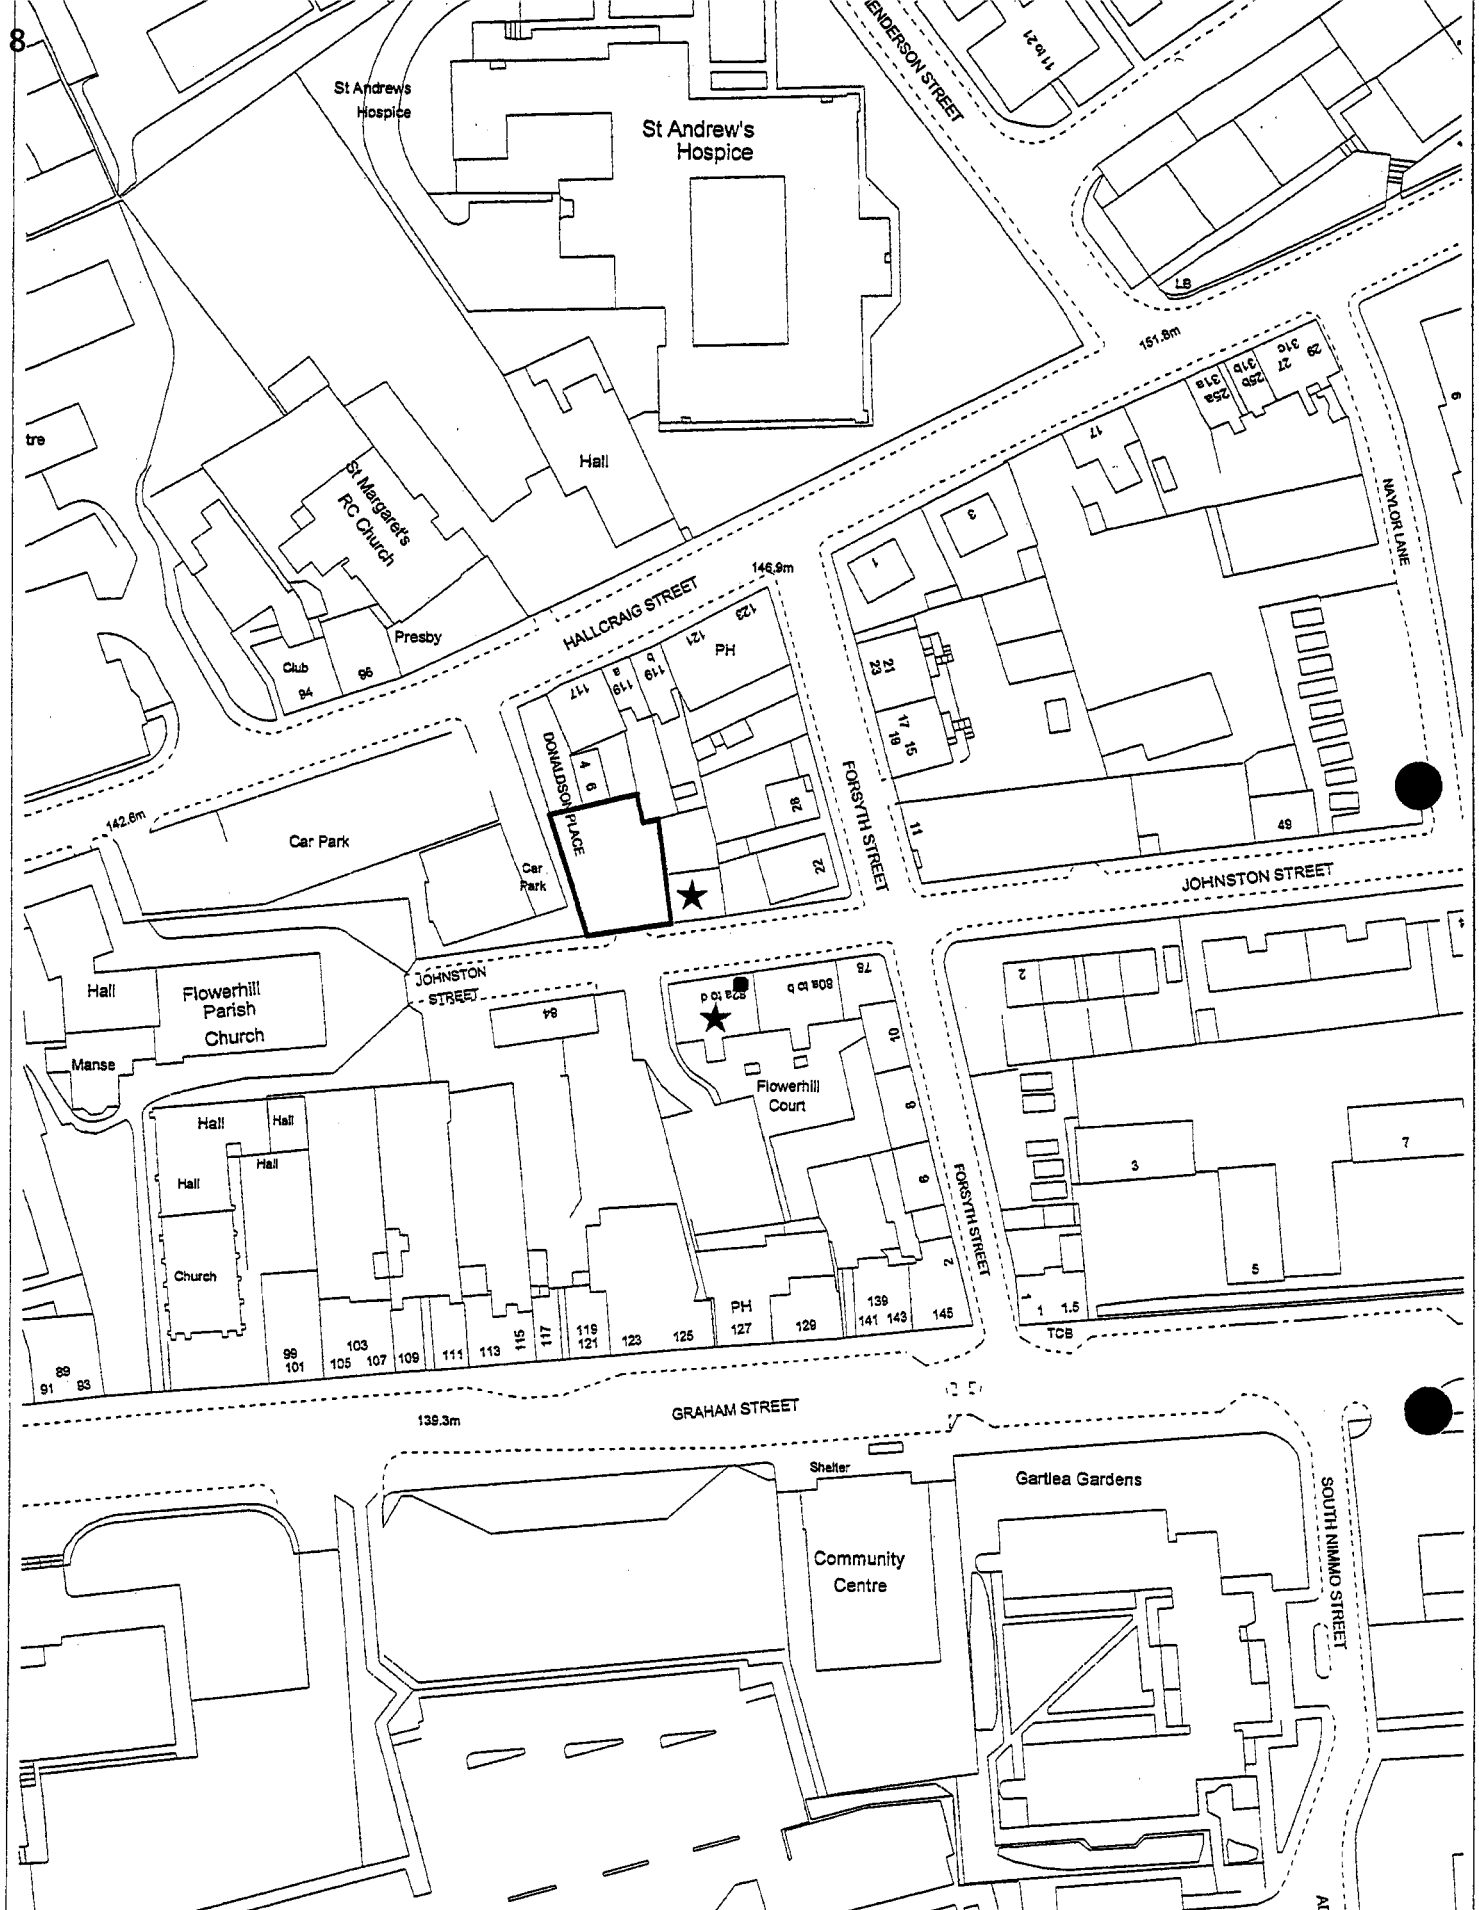 8
HENDERSON STREET
11 to 21
St Andrews
Hospice
St Andrew's
Hospice
LB
151.8m
29
31c
27
31b
25b
31a
25a
6
17
tre
Hall
St Margaret's
RC Church
NAYLOR LANE
3
1
146.9m
HALLCRAIG STREET
123
121
PH
Presby
Club
94
96
b
119
a
119
117
21
23
17
15
19
DONALDSON PLACE
4
6
FORSYTH STREET
28
142.6m
Car Park
11
49
22
Car
Park
JOHNSTON STREET
JOHNSTON
STREET
78
80a to b
82a to d
2
Hall
Flowerhill
Parish
Church
84
10
Manse
Flowerhill
Court
8
Hall
Hall
Hall
Hall
7
3
6
FORSYTH STREET
Church
2
5
PH
127
129
139
141
143
145
1
1
1.5
TCB
99
101
103
105
107
109
111
113
115
117
119
121
123
125
89
91
93
GRAHAM STREET
139.3m
Shelter
Gartlea Gardens
SOUTH NIMMO STREET
Community
Centre